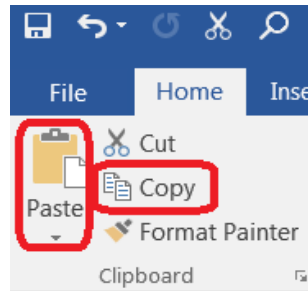 File Home Inse
Cut
Copy
Paste
Format Painter
Clipboard